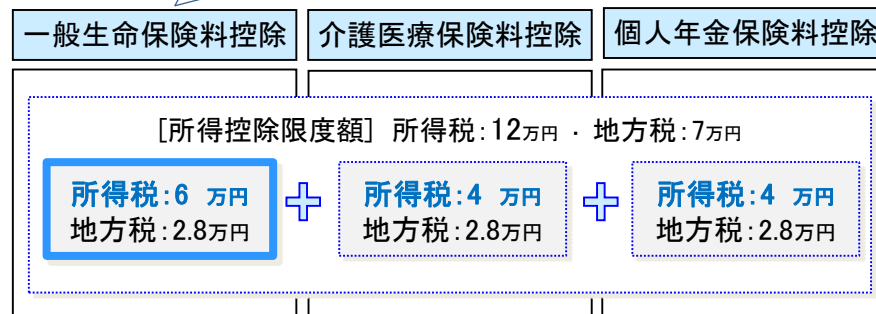 一般生命保険料控除
介護医療保険料控除
個人年金保険料控除
[所得控除限度額] 所得税:12万円 ・ 地方税:7万円
所得税:6 万円
地方税:2.8万円
所得税:4 万円
地方税:2.8万円
所得税:4 万円
地方税:2.8万円